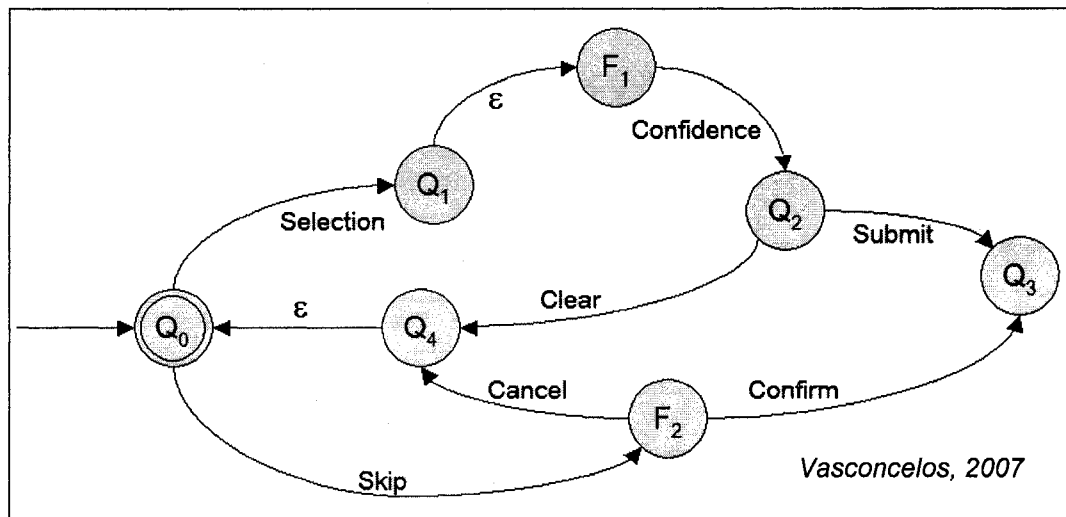 F₁
ε
Confidence
Q₁
Q₂
Selection
Submit
Q₃
Clear
ε
Q₀
Q₄
Cancel
Confirm
F₂
Skip
Vasconcelos, 2007